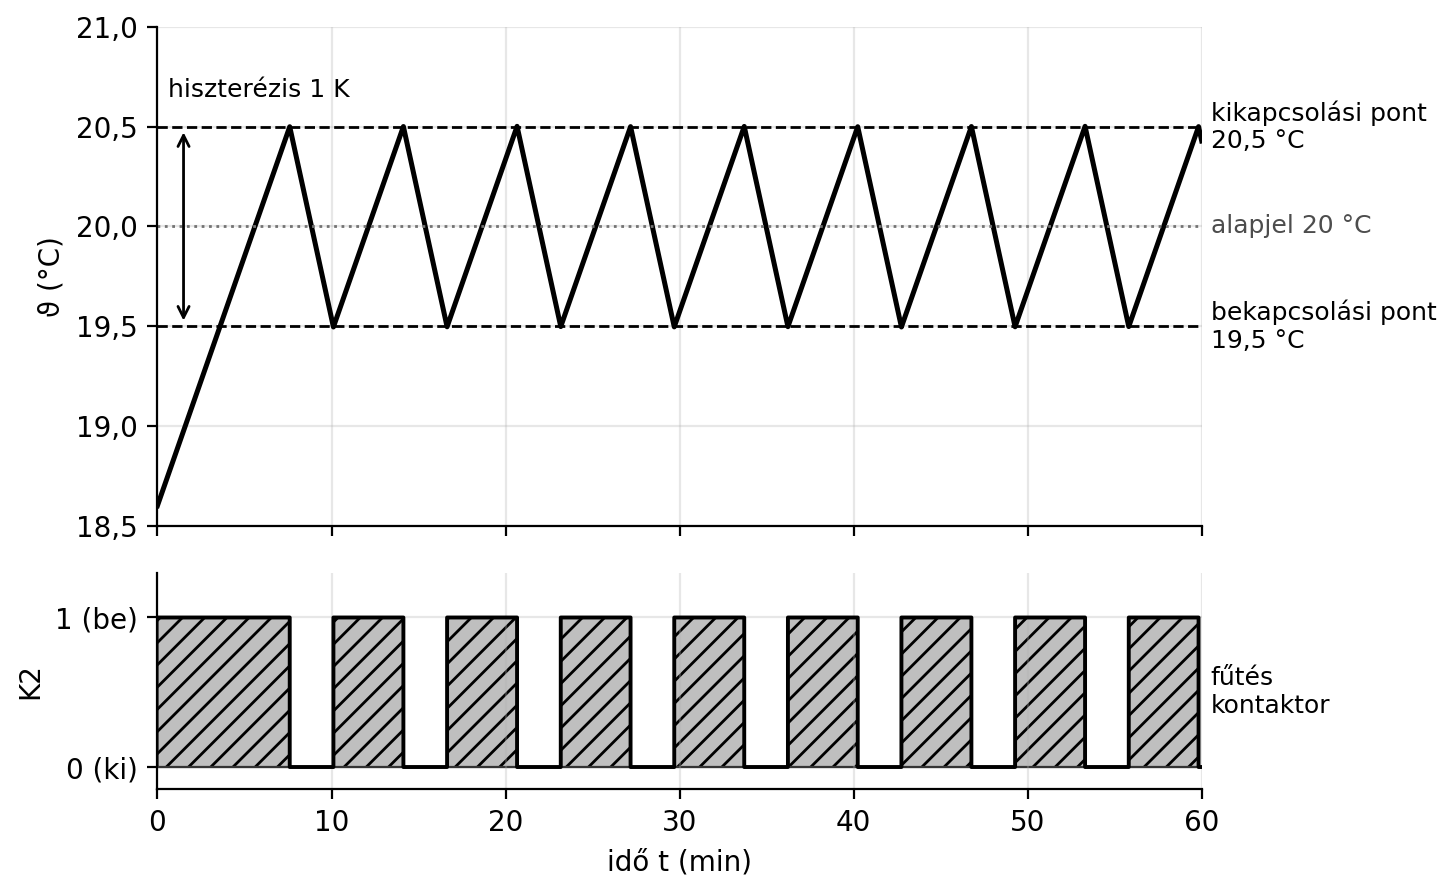 21,0
hiszterézis 1 K
20,5
kikapcsolási pont
20,5 °C
20,0
alapjel 20 °C
ϑ (°C)
19,5
bekapcsolási pont
19,5 °C
19,0
18,5
1 (be)
K2
fűtés
kontaktor
0 (ki)
0 10 20 30 40 50 60
idő t (min)